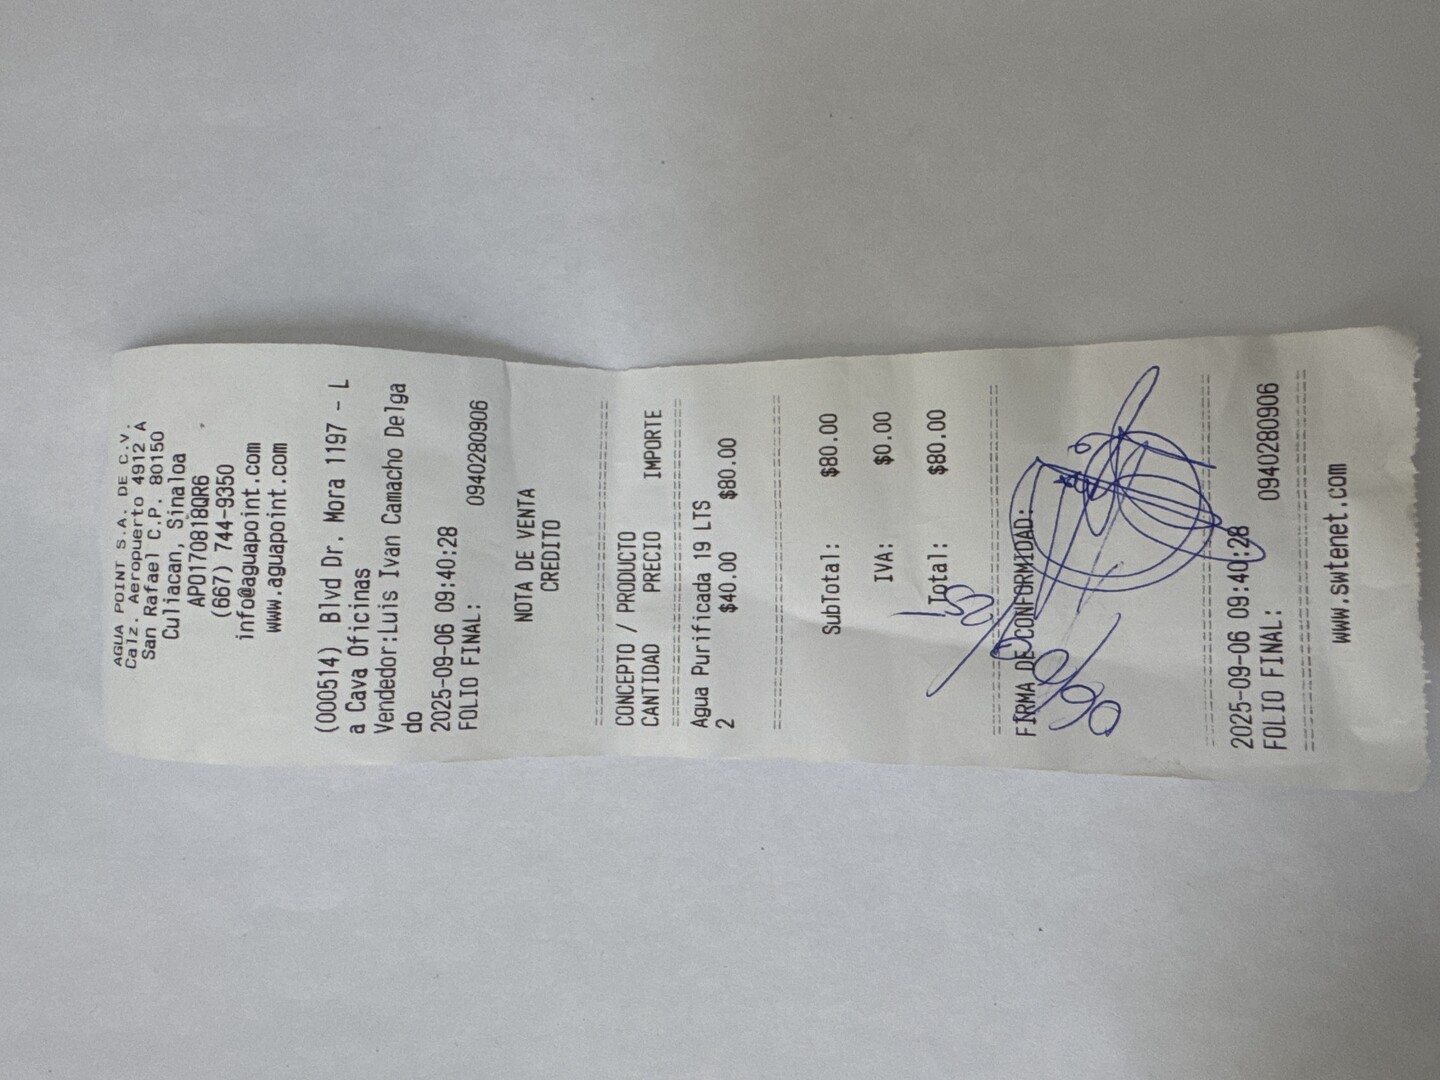 AGUA POINT S.A. DE C.V.
Calz. Aeropuerto 4912 A
San Rafael C.P. 80150
Culiacan, Sinaloa
APO170818QR6
(667) 744-9350
info@aguapoint.com
www.aguapoint.com
(000514). Blvd Dr. Mora 1197 - L
a Cava Oficinas
Vendedor:Luis Ivan Camacho Delga
do
2025-09-06 09:40:28
FOLIO FINAL: 0940280906
NOTA DE VENTA
CREDITO
CONCEPTO / PRODUCTO
CANTIDAD PRECIO IMPORTE
Agua Purificada 19 LTS
2 $40.00 $80.00
SubTotal: $80.00
IVA: $0.00
Total: $80.00
FIRMA DE CONFORMIDAD:
2025-09-06 09:40:28
FOLIO FINAL: 0940280906
www.swtenet.com